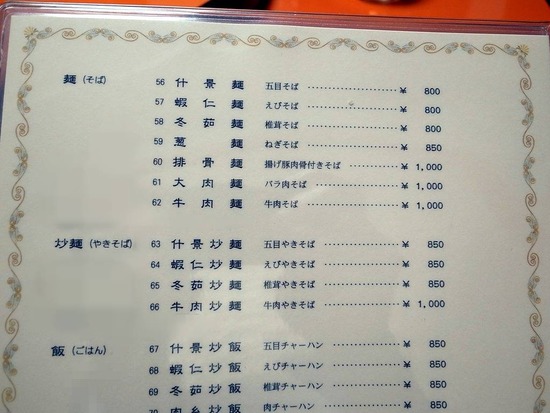 麺 (そば) 56 什景麺 五目そば ¥ 800
57 蝦仁麺 えびそば ¥ 800
58 冬茹麺 椎茸そば ¥ 800
59 葱麺 ねぎそば ¥ 850
60 排骨麺 揚げ豚肉骨付きそば ¥ 1,000
61 大肉麺 バラ肉そば ¥ 1,000
62 牛肉麺 牛肉そば ¥ 1,000
炒麺 (やきそば) 63 什景炒麺 五目やきそば ¥ 850
64 蝦仁炒麺 えびやきそば ¥ 850
65 冬茹炒麺 椎茸やきそば ¥ 850
66 牛肉炒麺 牛肉やきそば ¥ 1,000
飯 (ごはん) 67 什景炒飯 五目チャーハン ¥ 850
68 蝦仁炒飯 えびチャーハン ¥ 850
69 冬茹炒飯 椎茸チャーハン ¥ 850
70 肉糸炒飯 肉チャーハン ¥ 850